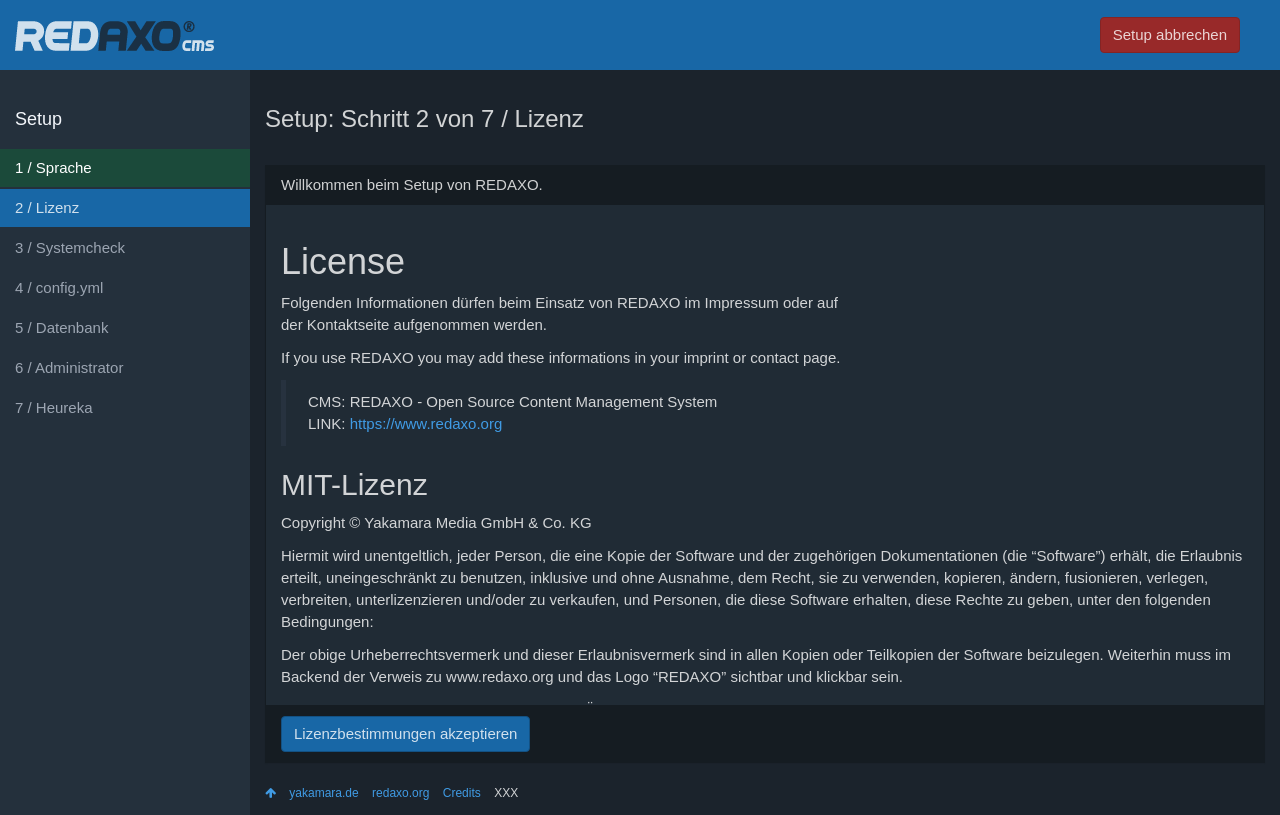 REDAXO® cms
Setup abbrechen
Setup
1 / Sprache
2 / Lizenz
3 / Systemcheck
4 / config.yml
5 / Datenbank
6 / Administrator
7 / Heureka
Setup: Schritt 2 von 7 / Lizenz
Willkommen beim Setup von REDAXO.
License
Folgenden Informationen dürfen beim Einsatz von REDAXO im Impressum oder auf
der Kontaktseite aufgenommen werden.
If you use REDAXO you may add these informations in your imprint or contact page.
CMS: REDAXO - Open Source Content Management System
LINK: https://www.redaxo.org
MIT-Lizenz
Copyright © Yakamara Media GmbH & Co. KG
Hiermit wird unentgeltlich, jeder Person, die eine Kopie der Software und der zugehörigen Dokumentationen (die “Software”) erhält, die Erlaubnis
erteilt, uneingeschränkt zu benutzen, inklusive und ohne Ausnahme, dem Recht, sie zu verwenden, kopieren, ändern, fusionieren, verlegen,
verbreiten, unterlizenzieren und/oder zu verkaufen, und Personen, die diese Software erhalten, diese Rechte zu geben, unter den folgenden
Bedingungen:
Der obige Urheberrechtsvermerk und dieser Erlaubnisvermerk sind in allen Kopien oder Teilkopien der Software beizulegen. Weiterhin muss im
Backend der Verweis zu www.redaxo.org und das Logo “REDAXO” sichtbar und klickbar sein.
Lizenzbestimmungen akzeptieren
yakamara.de redaxo.org Credits XXX